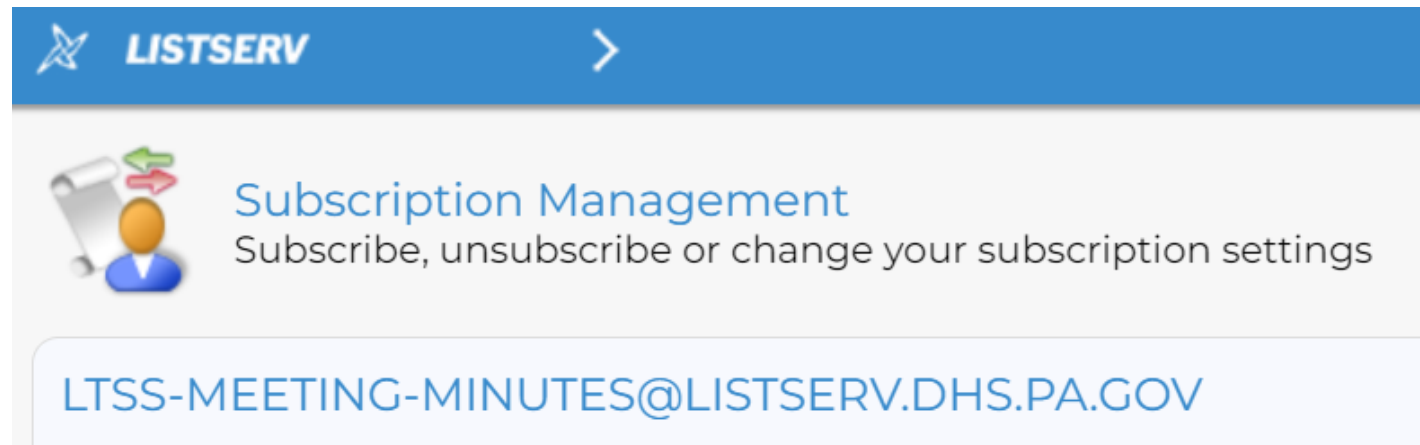 LISTSERV
Subscription Management
Subscribe, unsubscribe or change your subscription settings
LTSS-MEETING-MINUTES@LISTSERV.DHS.PA.GOV